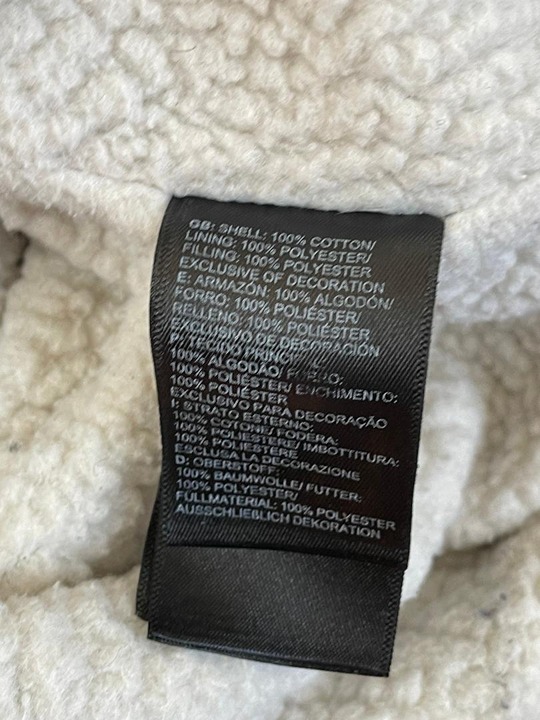 GB: SHELL: 100% COTTON/
LINING: 100% POLYESTER/
FILLING: 100% POLYESTER
EXCLUSIVE OF DECORATION
E: ARMAZÓN: 100% ALGODÓN/
FORRO: 100% POLIÉSTER/
RELLENO: 100% POLIÉSTER
EXCLUSIVO DE DECORACIÓN
P: TECIDO
100% ALGODÃO/ FORRO:
100% POLIÉSTER/ ENCHIMENTO:
100% POLIÉSTER
EXCLUSIVO PARA DECORAÇÃO
I: STRATO ESTERNO:
100% COTONE/ FODERA:
100% POLIESTERE/ IMBOTTITURA:
100% POLIESTERE
ESCLUSA LA DECORAZIONE
D: OBERSTOFF:
100% BAUMWOLLE/ FUTTER:
100% POLYESTER/
FÜLLMATERIAL: 100% POLYESTER
AUSSCHLIEßLICH DEKORATION